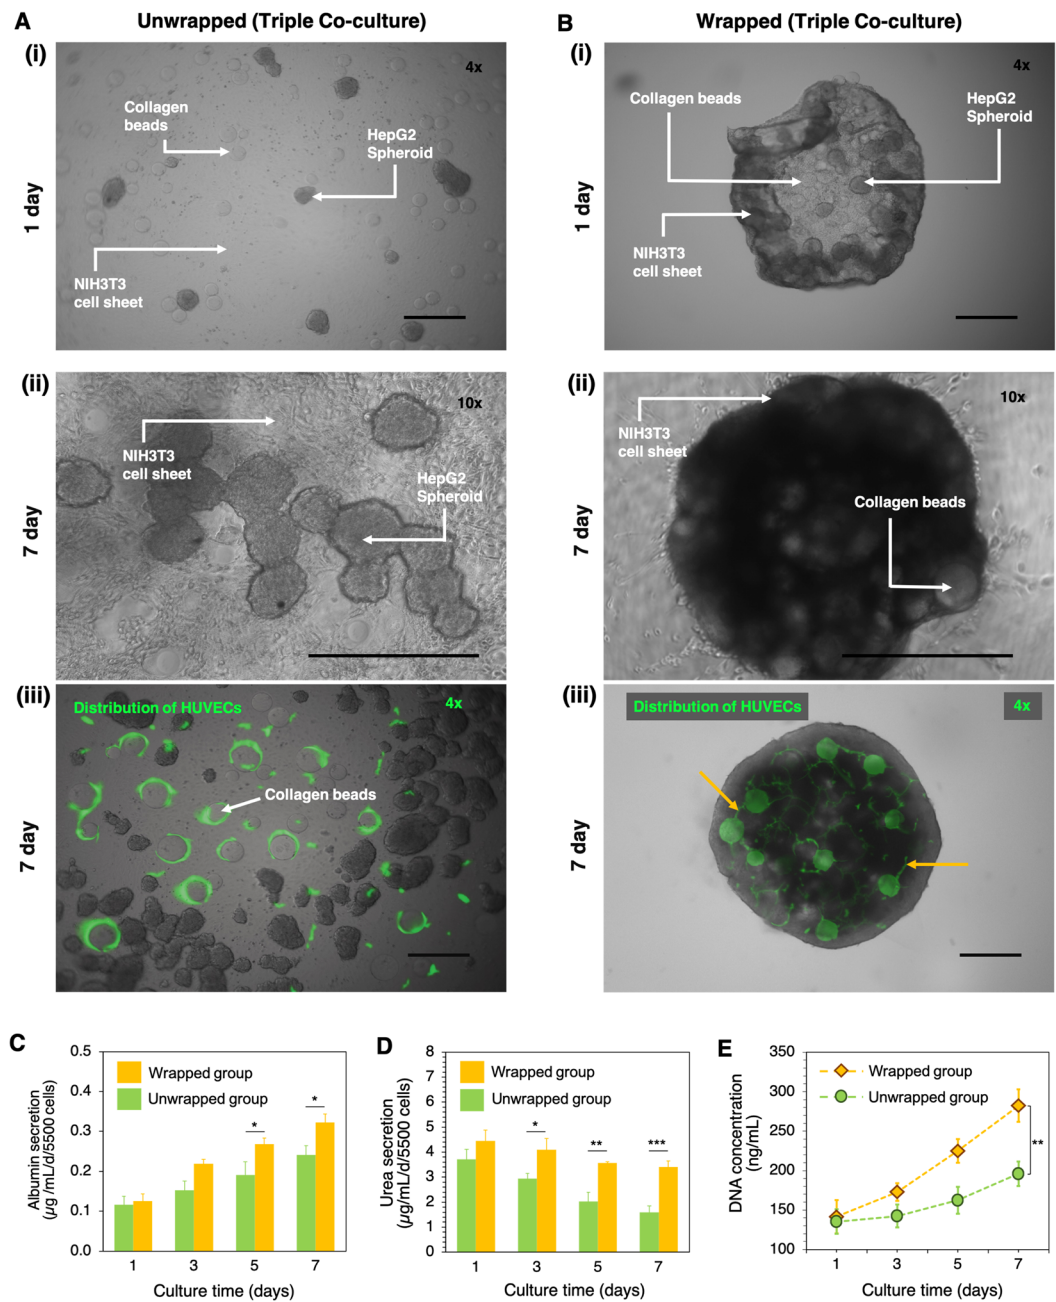 A
Unwrapped (Triple Co-culture)
(i)
4x
Collagen
beads
HepG2
Spheroid
NIH3T3
cell sheet
1 day
(ii)
10x
NIH3T3
cell sheet
HepG2
Spheroid
7 day
(iii)
Distribution of HUVECs
4x
Collagen beads
7 day
B
Wrapped (Triple Co-culture)
(i)
4x
Collagen beads
HepG2
Spheroid
NIH3T3
cell sheet
1 day
(ii)
10x
NIH3T3
cell sheet
Collagen beads
7 day
(iii)
Distribution of HUVECs
4x
7 day
C
Albumin secretion
(µg /mL/d/5500 cells)
0.5
0.4
0.3
0.2
0.1
0.0
Wrapped group
Unwrapped group
*
*
1 3 5 7
Culture time (days)
D
Urea secretion
(µg/mL/d/5500 cells)
8
7
6
5
4
3
2
1
0
Wrapped group
Unwrapped group
*
**
***
1 3 5 7
Culture time (days)
E
DNA concentration
(ng/mL)
350
300
250
200
150
100
Wrapped group
Unwrapped group
**
1 3 5 7
Culture time (days)